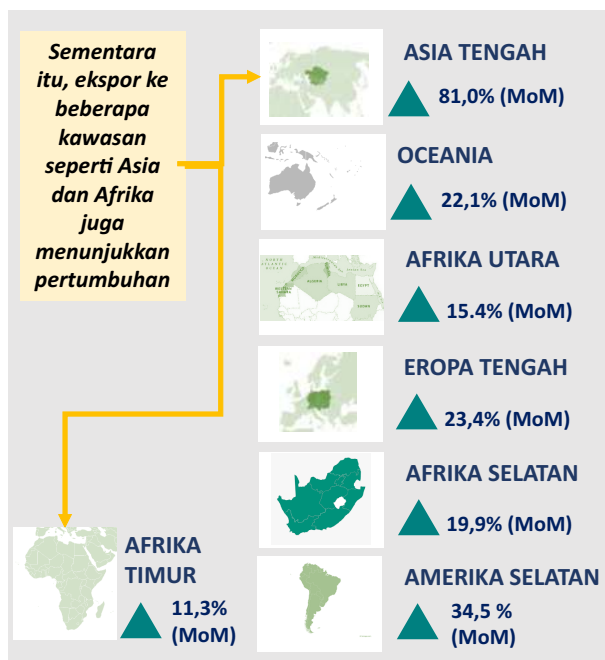 Sementara
itu, ekspor ke
beberapa
kawasan
seperti Asia
dan Afrika
juga
menunjukkan
pertumbuhan
ASIA TENGAH
81,0% (MoM)
OCEANIA
22,1% (MoM)
AFRIKA UTARA
15.4% (MoM)
EROPA TENGAH
23,4% (MoM)
AFRIKA SELATAN
19,9% (MoM)
AFRIKA
TIMUR
11,3%
(MoM)
AMERIKA SELATAN
34,5 %
(MoM)